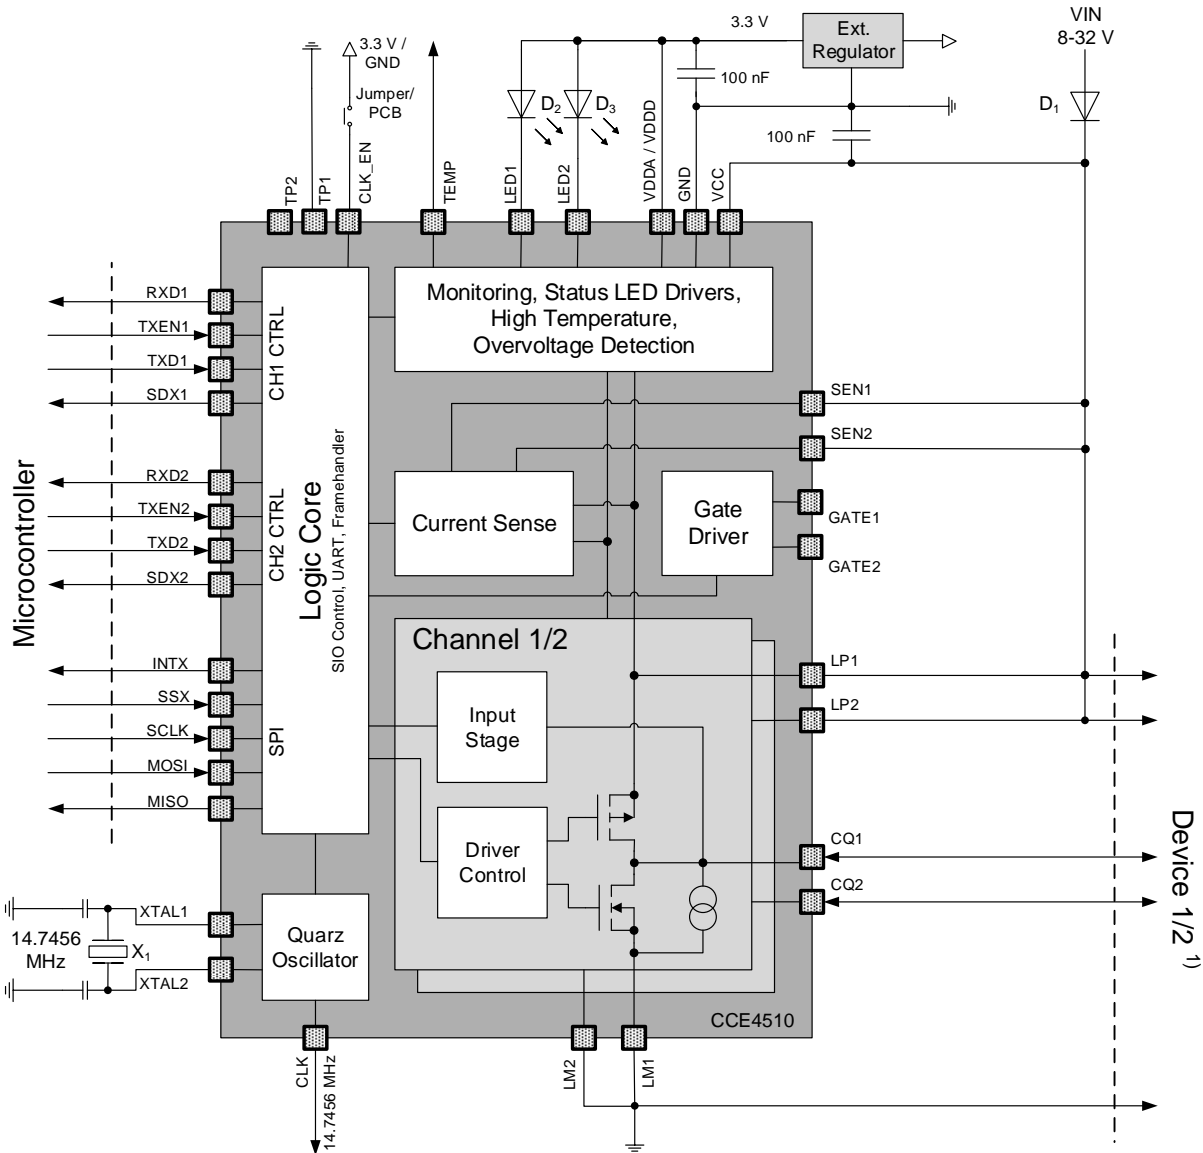 3.3 V /
GND
Jumper/
PCB
3.3 V
Ext.
Regulator
VIN
8-32 V
100 nF
100 nF
D1
D2
D3
TP2
TP1
CLK_EN
TEMP
LED1
LED2
VDDA / VDDD
GND
VCC
Microcontroller
RXD1
TXEN1
TXD1
SDX1
RXD2
TXEN2
TXD2
SDX2
INTX
SSX
SCLK
MOSI
MISO
CH1 CTRL
CH2 CTRL
SPI
Logic Core
SIO Control, UART, Framehandler
Monitoring, Status LED Drivers,
High Temperature,
Overvoltage Detection
Current Sense
Gate
Driver
SEN1
SEN2
GATE1
GATE2
Channel 1/2
Input
Stage
Driver
Control
LP1
LP2
CQ1
CQ2
Device 1/2 1)
XTAL1
14.7456
MHz
X1
XTAL2
Quarz
Oscillator
CCE4510
CLK
14.7456 MHz
LM2
LM1